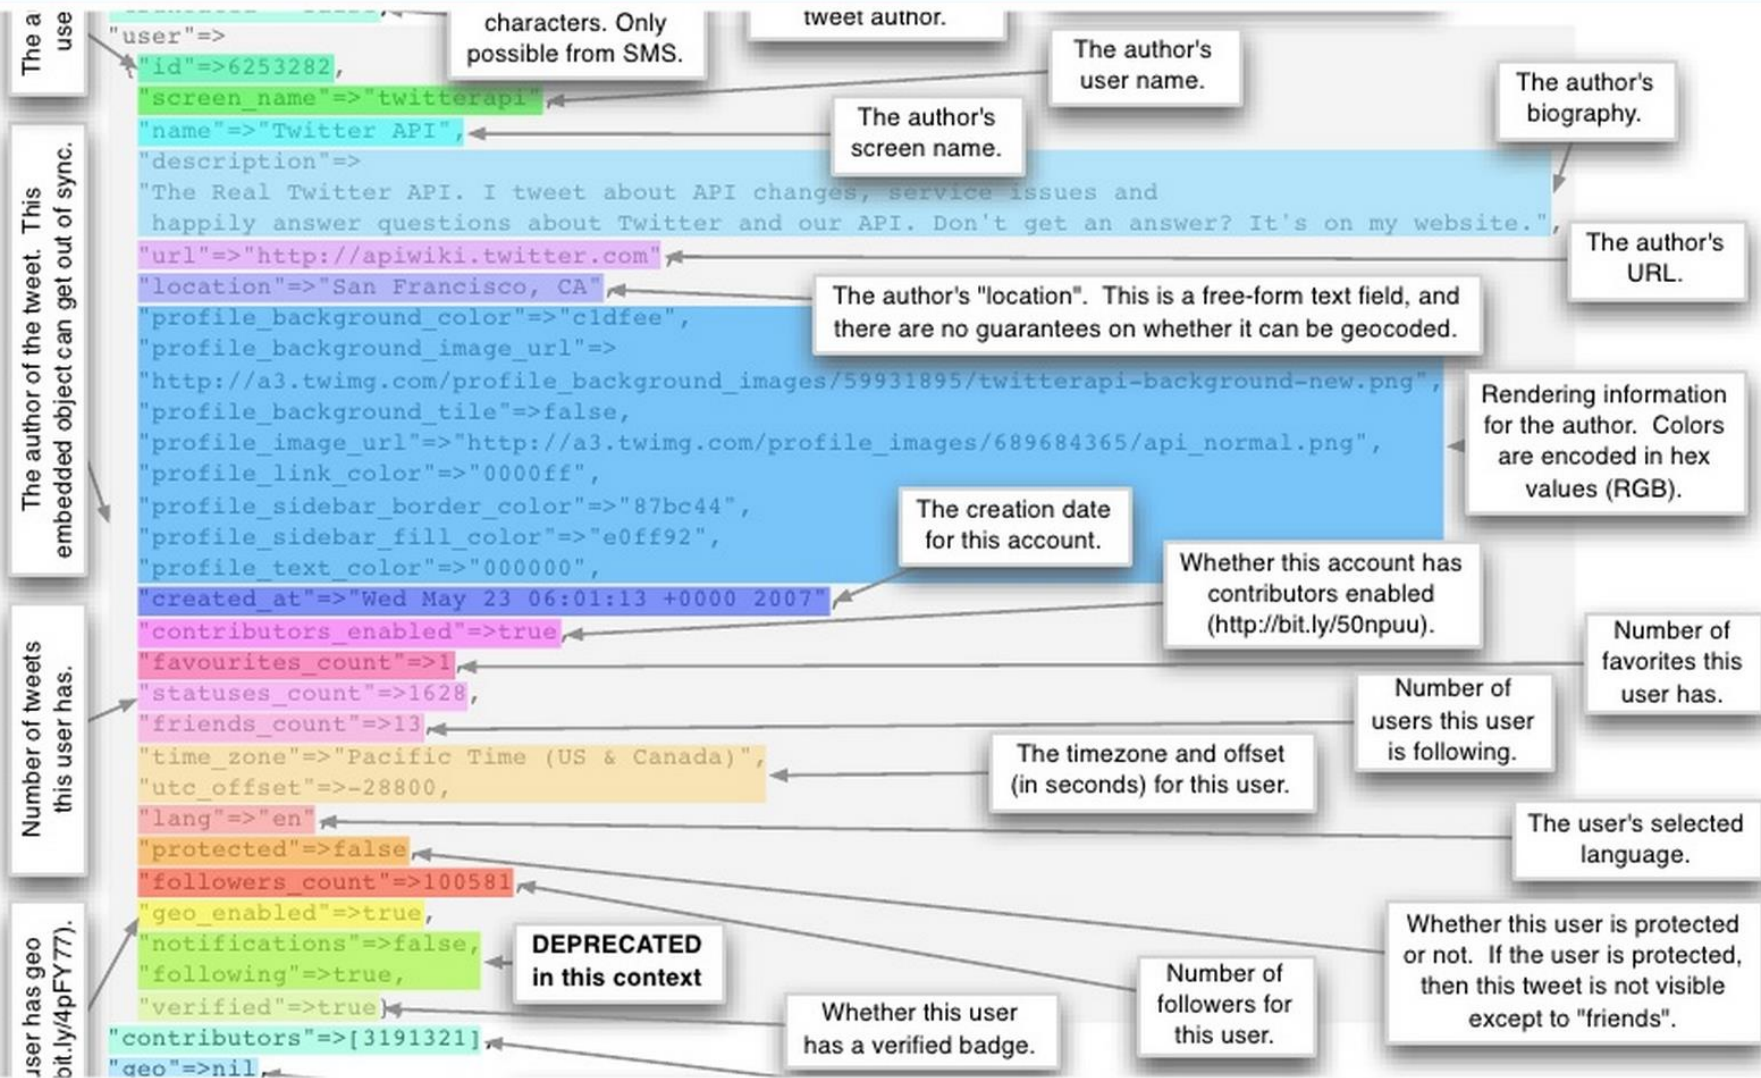 The a
use
characters. Only
possible from SMS.
tweet author.
"user"=>
{"id"=>6253282,
"screen_name"=>"twitterapi",
The author's
user name.
"name"=>"Twitter API",
The author's
screen name.
The author's
biography.
"description"=>
"The Real Twitter API. I tweet about API changes, service issues and
happily answer questions about Twitter and our API. Don't get an answer? It's on my website.",
"url"=>"http://apiwiki.twitter.com",
The author's
URL.
"location"=>"San Francisco, CA",
The author's "location". This is a free-form text field, and
there are no guarantees on whether it can be geocoded.
The author of the tweet. This
embedded object can get out of sync.
"profile_background_color"=>"c1dfee",
"profile_background_image_url"=>
"http://a3.twimg.com/profile_background_images/59931895/twitterapi-background-new.png",
"profile_background_tile"=>false,
"profile_image_url"=>"http://a3.twimg.com/profile_images/689684365/api_normal.png",
"profile_link_color"=>"0000ff",
"profile_sidebar_border_color"=>"87bc44",
"profile_sidebar_fill_color"=>"e0ff92",
"profile_text_color"=>"000000",
Rendering information
for the author. Colors
are encoded in hex
values (RGB).
"created_at"=>"Wed May 23 06:01:13 +0000 2007",
The creation date
for this account.
"contributors_enabled"=>true,
Whether this account has
contributors enabled
(http://bit.ly/50npuu).
"favourites_count"=>1,
Number of
favorites this
user has.
"statuses_count"=>1628,
Number of tweets
this user has.
"friends_count"=>13,
Number of
users this user
is following.
"time_zone"=>"Pacific Time (US & Canada)",
"utc_offset"=>-28800,
The timezone and offset
(in seconds) for this user.
"lang"=>"en",
The user's selected
language.
"protected"=>false,
Whether this user is protected
or not. If the user is protected,
then this tweet is not visible
except to "friends".
"followers_count"=>100581,
Number of
followers for
this user.
"geo_enabled"=>true,
user has geo
bit.ly/4pFY77).
"notifications"=>false,
"following"=>true,
DEPRECATED
in this context
"verified"=>true}
Whether this user
has a verified badge.
"contributors"=>[3191321],
"geo"=>nil,